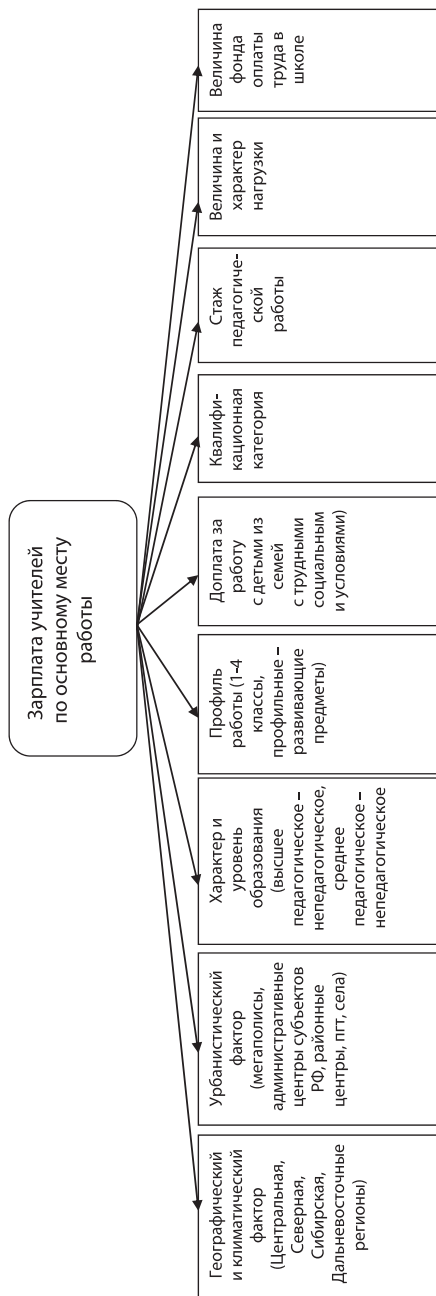 Зарплата учителей
по основному месту
работы
Географический
и климатический
фактор
(Центральная,
Северная,
Сибирская,
Дальневосточные
регионы)
Урбанистический
фактор
(мегаполисы,
административные
центры субъектов
РФ, районные
центры, пгт, села)
Характер и
уровень
образования
(высшее
педагогическое –
непедагогическое,
среднее
педагогическое –
непедагогическое
Профиль
работы (1-4
классы,
профильные –
развивающие
предметы)
Доплата за
работу
с детьми из
семей
с трудными
социальным
и условиями)
Квалифи-
кационная
категория
Стаж
педагогиче-
ской
работы
Величина и
характер
нагрузки
Величина
фонда
оплаты
труда в
школе